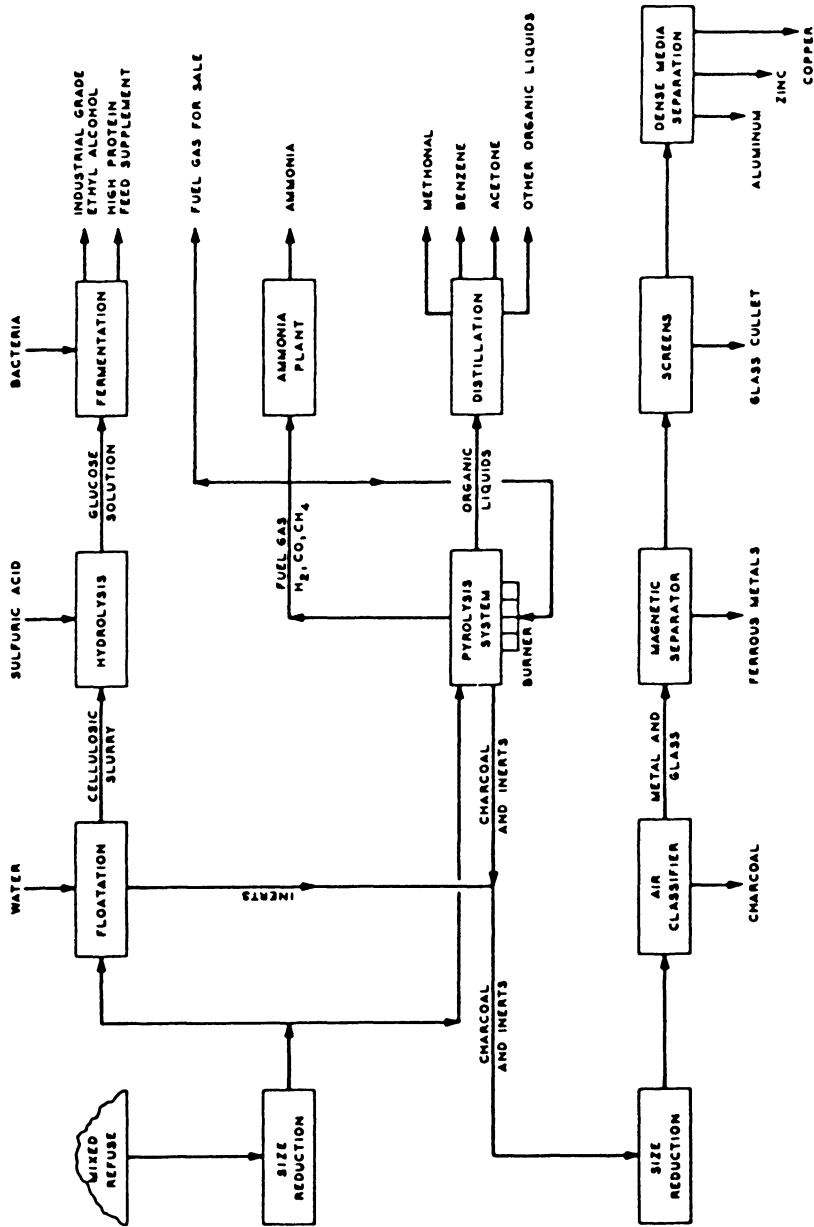 MIXED
REFUSE
SIZE
REDUCTION
WATER
FLOATATION
CELLULOSIC
SLURRY
SULFURIC ACID
HYDROLYSIS
GLUCOSE
SOLUTION
BACTERIA
FERMENTATION
INDUSTRIAL GRADE
ETHYL ALCOHOL
HIGH PROTEIN
FEED SUPPLEMENT
INERTS
FUEL GAS FOR SALE
FUEL GAS
H2, CO, CH4
AMMONIA
PLANT
AMMONIA
PYROLYSIS
SYSTEM
BURNER
ORGANIC
LIQUIDS
DISTILLATION
METHONAL
BENZENE
ACETONE
OTHER ORGANIC LIQUIDS
CHARCOAL
AND INERTS
CHARCOAL
AND INERTS
SIZE
REDUCTION
AIR
CLASSIFIER
CHARCOAL
METAL AND
GLASS
MAGNETIC
SEPARATOR
FERROUS METALS
SCREENS
GLASS CULLET
DENSE MEDIA
SEPARATION
ALUMINUM
ZINC
COPPER